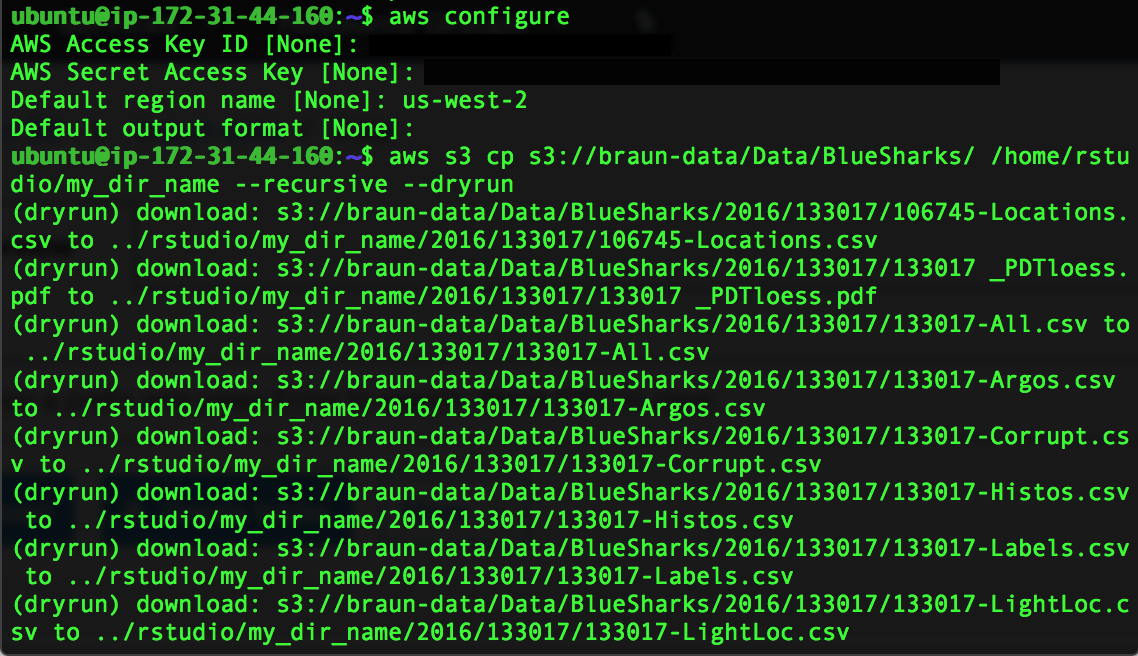 ubuntu@ip-172-31-44-160:~$ aws configure
AWS Access Key ID [None]:
AWS Secret Access Key [None]:
Default region name [None]: us-west-2
Default output format [None]:
ubuntu@ip-172-31-44-160:~$ aws s3 cp s3://braun-data/Data/BlueSharks/ /home/rstu
dio/my_dir_name --recursive --dryrun
(dryrun) download: s3://braun-data/Data/BlueSharks/2016/133017/106745-Locations.
csv to ../rstudio/my_dir_name/2016/133017/106745-Locations.csv
(dryrun) download: s3://braun-data/Data/BlueSharks/2016/133017/133017 _PDTloess.
pdf to ../rstudio/my_dir_name/2016/133017/133017 _PDTloess.pdf
(dryrun) download: s3://braun-data/Data/BlueSharks/2016/133017/133017-All.csv to
 ../rstudio/my_dir_name/2016/133017/133017-All.csv
(dryrun) download: s3://braun-data/Data/BlueSharks/2016/133017/133017-Argos.csv
to ../rstudio/my_dir_name/2016/133017/133017-Argos.csv
(dryrun) download: s3://braun-data/Data/BlueSharks/2016/133017/133017-Corrupt.cs
v to ../rstudio/my_dir_name/2016/133017/133017-Corrupt.csv
(dryrun) download: s3://braun-data/Data/BlueSharks/2016/133017/133017-Histos.csv
 to ../rstudio/my_dir_name/2016/133017/133017-Histos.csv
(dryrun) download: s3://braun-data/Data/BlueSharks/2016/133017/133017-Labels.csv
 to ../rstudio/my_dir_name/2016/133017/133017-Labels.csv
(dryrun) download: s3://braun-data/Data/BlueSharks/2016/133017/133017-LightLoc.c
sv to ../rstudio/my_dir_name/2016/133017/133017-LightLoc.csv